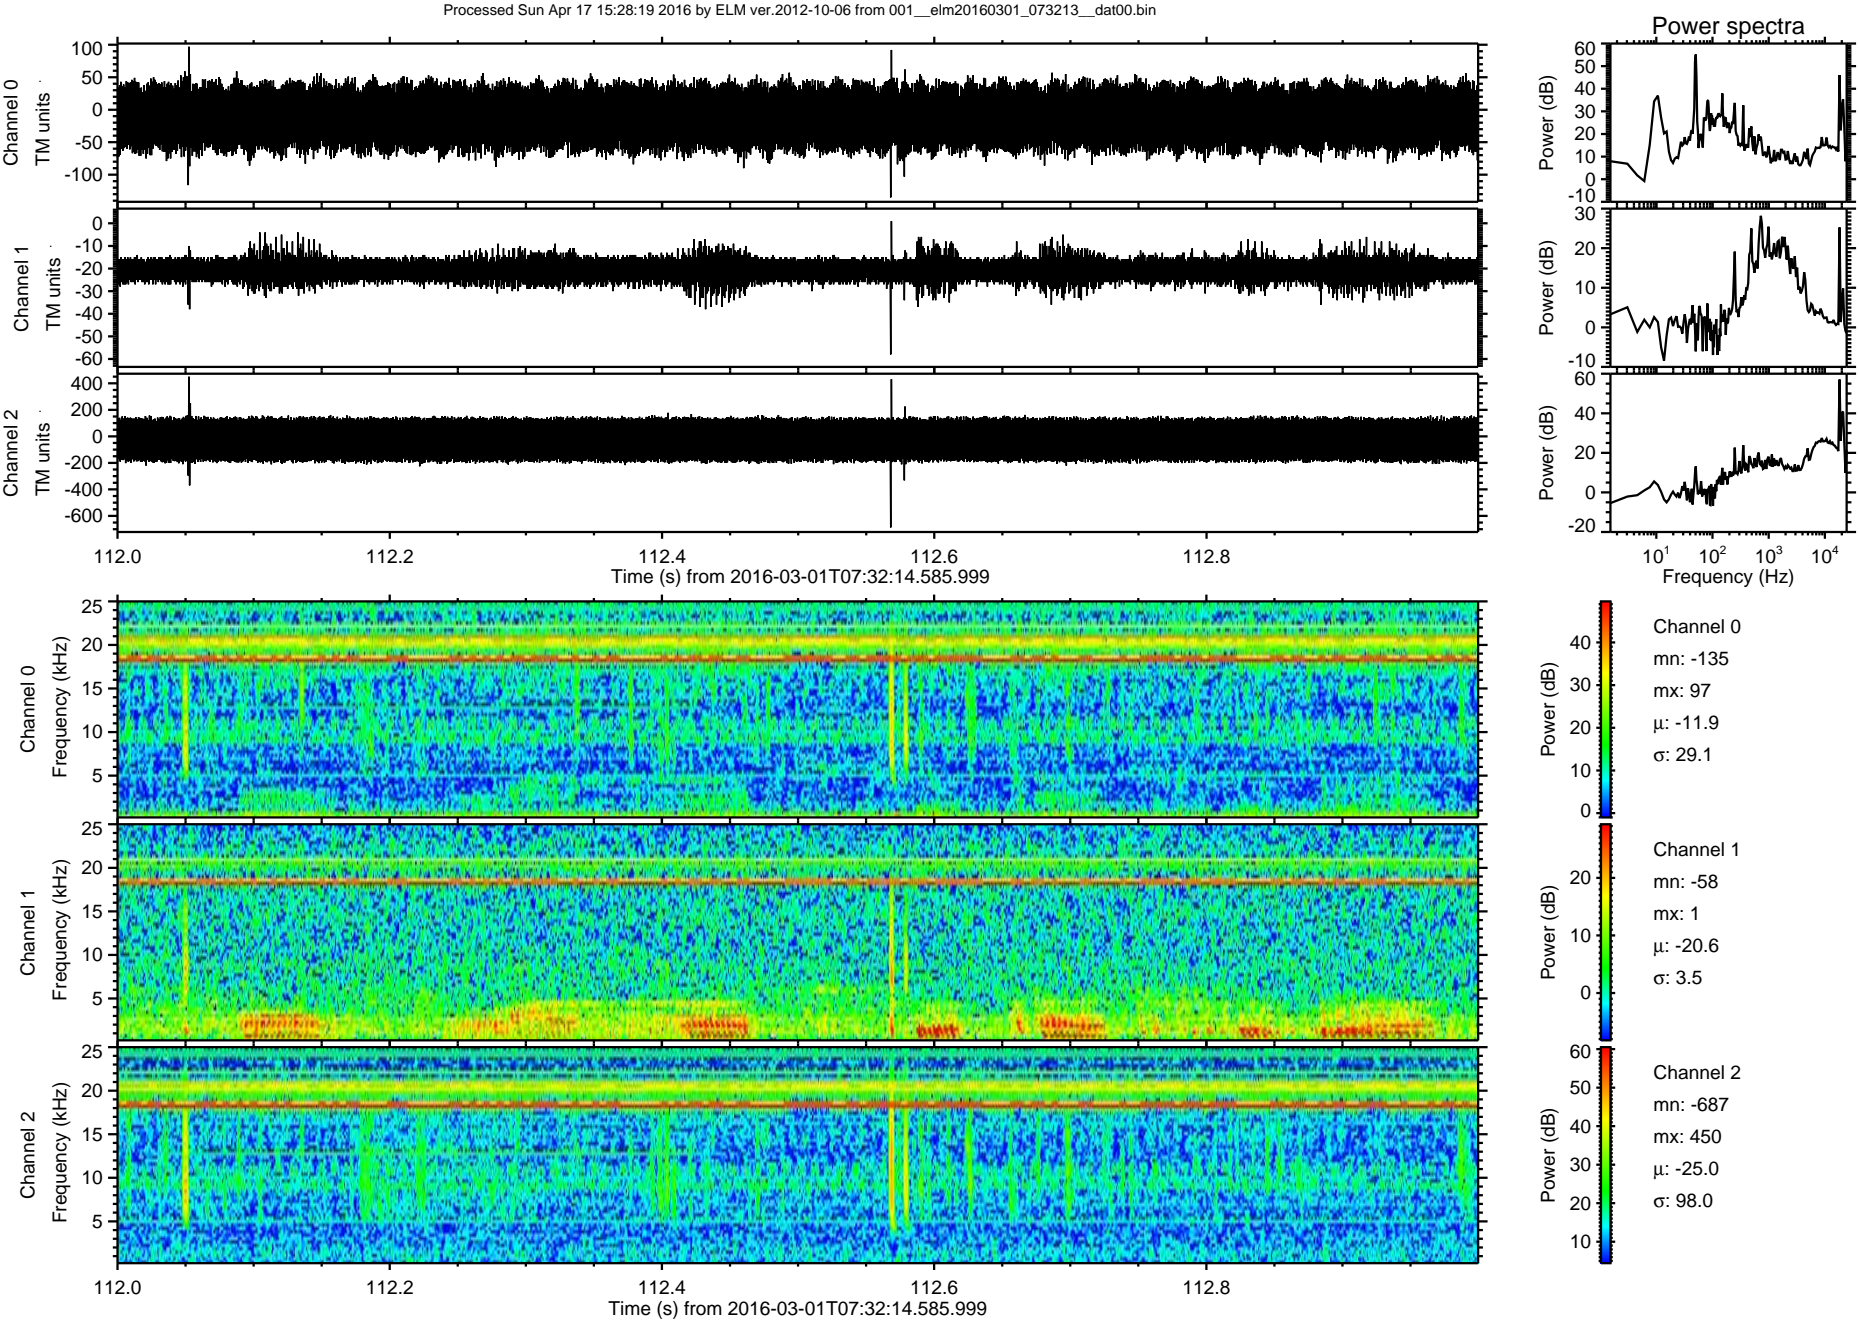 Processed Sun Apr 17 15:28:19 2016 by ELM ver.2012-10-06 from 001__elm20160301_073213__dat00.bin
Power spectra
Channel 0
TM units
100
50
0
-50
-100
Power (dB)
60
50
40
30
20
10
0
-10
Channel 1
TM units
0
-10
-20
-30
-40
-50
-60
Power (dB)
30
20
10
0
-10
Channel 2
TM units
400
200
0
-200
-400
-600
Power (dB)
60
40
20
0
-20
112.0 112.2 112.4 112.6 112.8
Time (s) from 2016-03-01T07:32:14.585.999
10¹ 10² 10³ 10⁴
Frequency (Hz)
Channel 0
Frequency (kHz)
25
20
15
10
5
Power (dB)
40
30
20
10
0
Channel 0
mn: -135
mx: 97
μ: -11.9
σ: 29.1
Channel 1
Frequency (kHz)
25
20
15
10
5
Power (dB)
20
10
0
Channel 1
mn: -58
mx: 1
μ: -20.6
σ: 3.5
Channel 2
Frequency (kHz)
25
20
15
10
5
Power (dB)
60
50
40
30
20
10
Channel 2
mn: -687
mx: 450
μ: -25.0
σ: 98.0
112.0 112.2 112.4 112.6 112.8
Time (s) from 2016-03-01T07:32:14.585.999